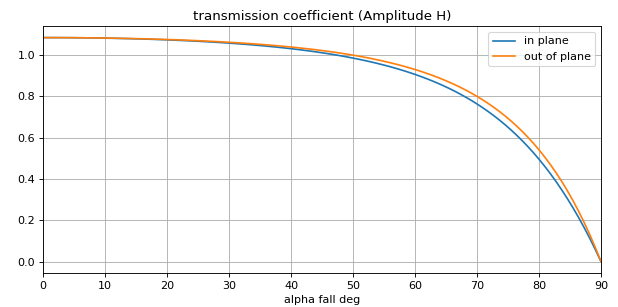 transmission coefficient (Amplitude H)
in plane
out of plane
1.0
0.8
0.6
0.4
0.2
0.0
0 10 20 30 40 50 60 70 80 90
alpha fall deg